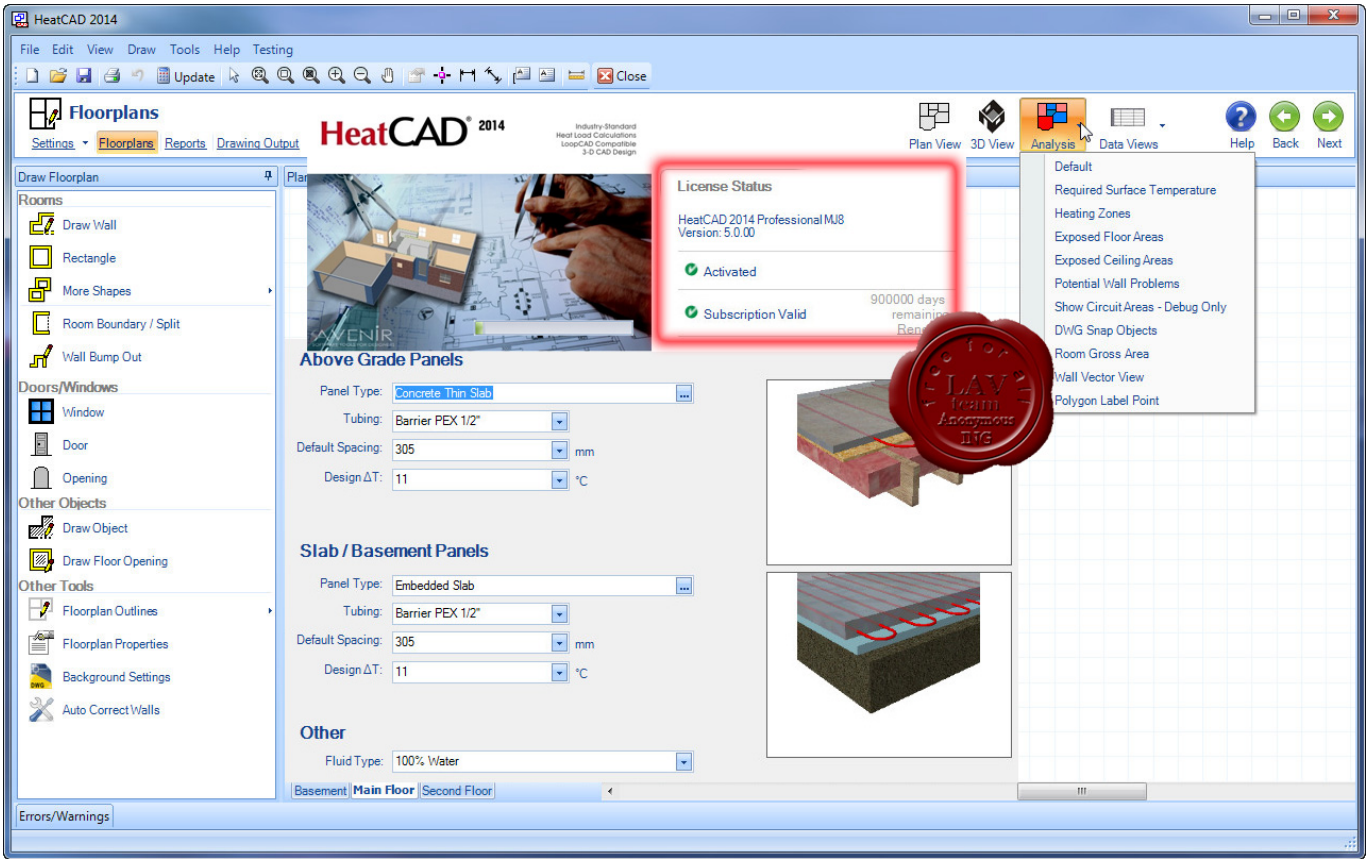 HeatCAD 2014
File Edit View Draw Tools Help Testing
Update Close
Floorplans
Settings Floorplans Reports Drawing Output
HeatCAD® 2014
Industry-Standard
Heat Load Calculations
LoopCAD Compatible
3-D CAD Design
Plan View 3D View Analysis Data Views Help Back Next
Draw Floorplan
Rooms
Draw Wall
Rectangle
More Shapes
Room Boundary / Split
Wall Bump Out
Doors/Windows
Window
Door
Opening
Other Objects
Draw Object
Draw Floor Opening
Other Tools
Floorplan Outlines
Floorplan Properties
DWG
Background Settings
Auto Correct Walls
AVENIR
License Status
HeatCAD 2014 Professional MJ8
Version: 5.0.00
Activated
Subscription Valid
900000 days
remaining
Default
Required Surface Temperature
Heating Zones
Exposed Floor Areas
Exposed Ceiling Areas
Potential Wall Problems
Show Circuit Areas - Debug Only
DWG Snap Objects
Room Gross Area
Wall Vector View
Polygon Label Point
free for all
LAV
team
Anonymous
ING
Above Grade Panels
Panel Type: Concrete Thin Slab ...
Tubing: Barrier PEX 1/2"
Default Spacing: 305 mm
Design ΔT: 11 °C
Slab / Basement Panels
Panel Type: Embedded Slab ...
Tubing: Barrier PEX 1/2"
Default Spacing: 305 mm
Design ΔT: 11 °C
Other
Fluid Type: 100% Water
Basement Main Floor Second Floor
Errors/Warnings